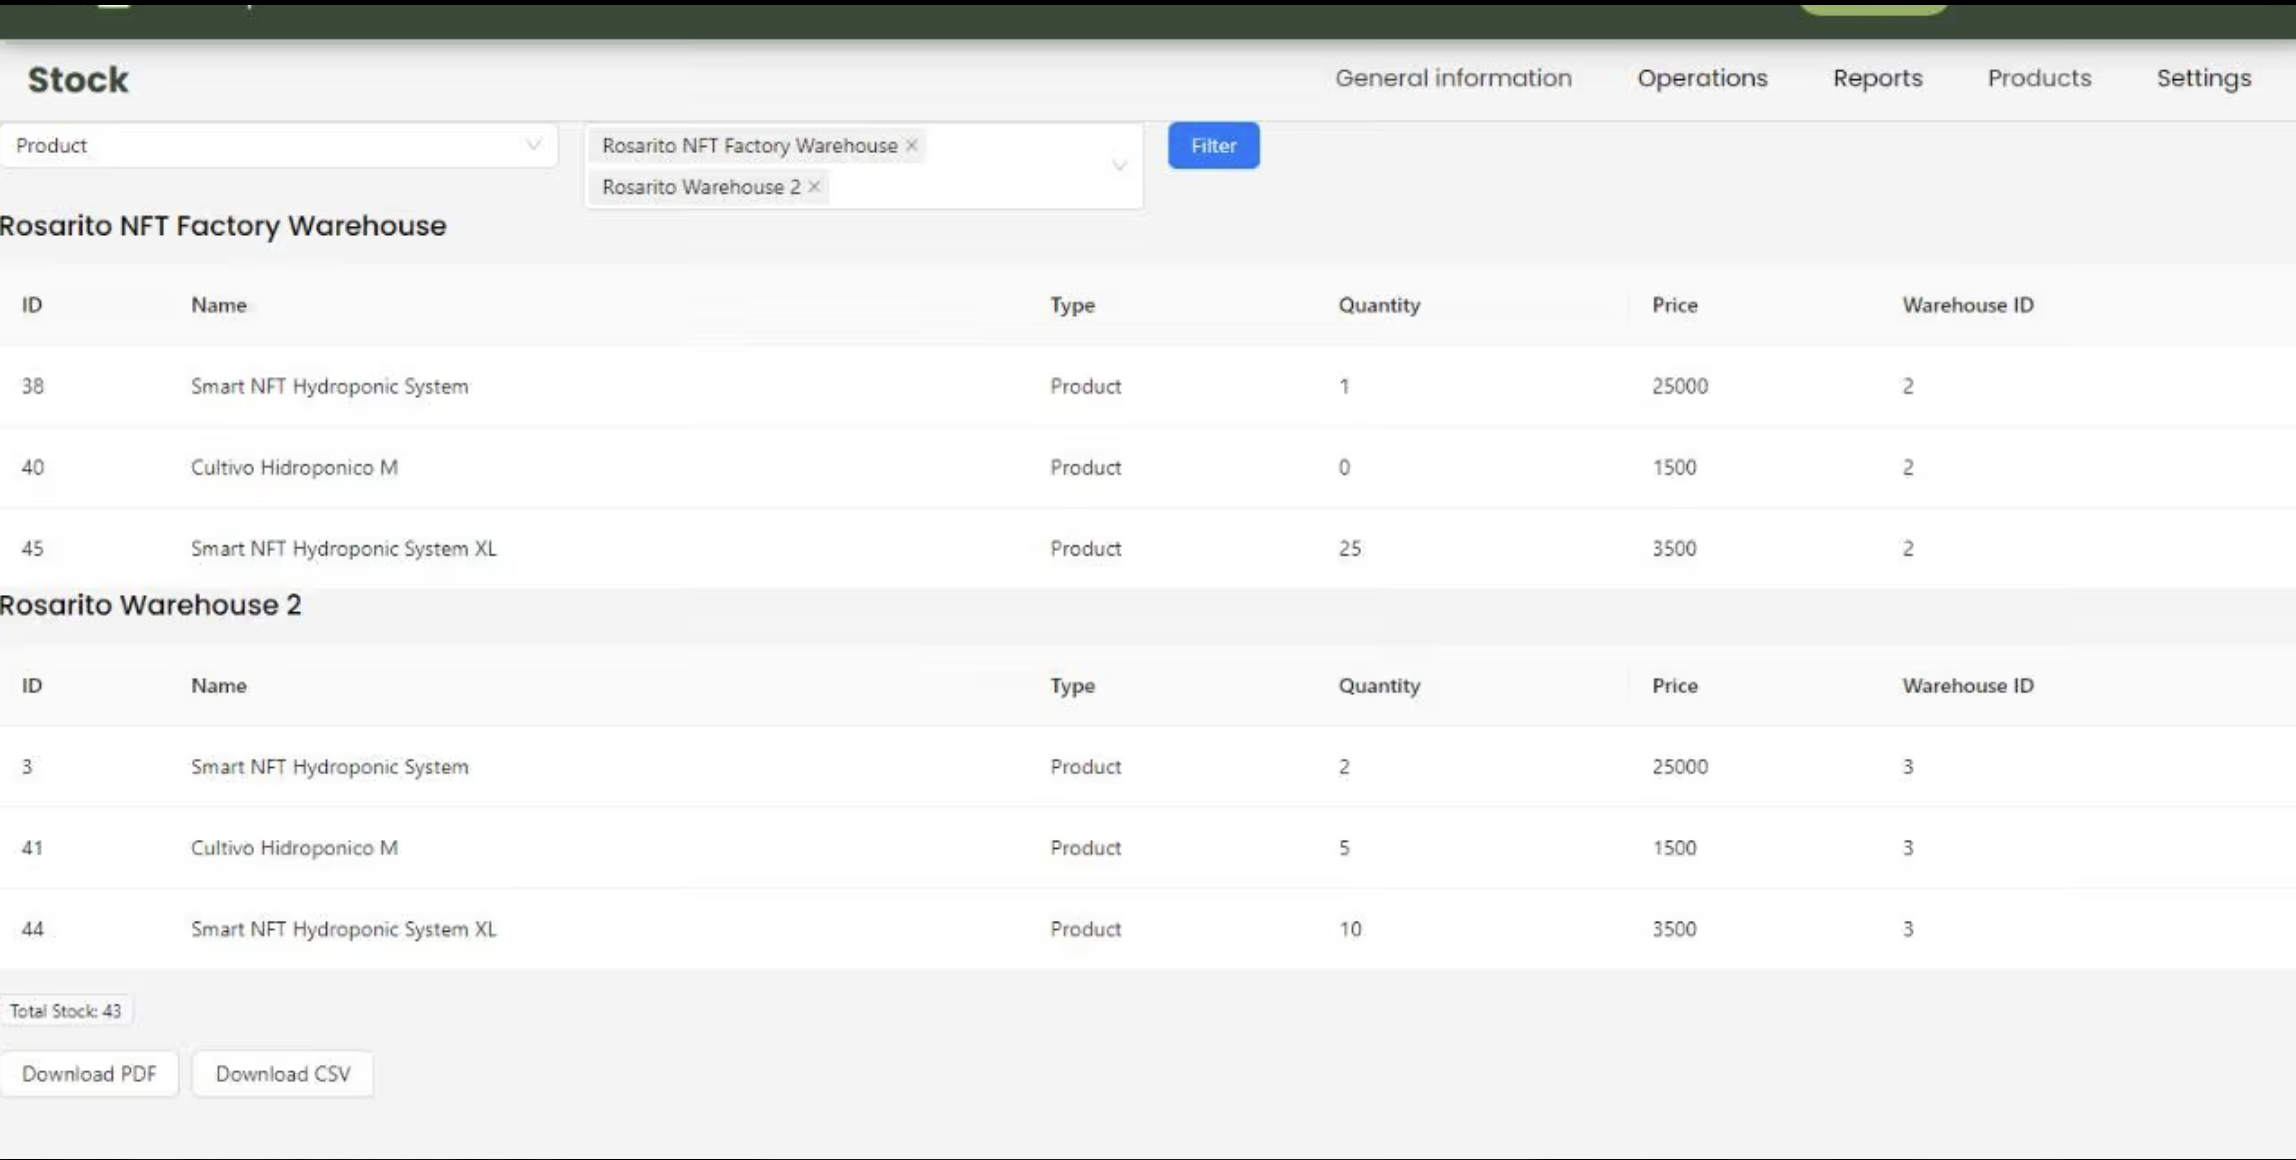 Stock
General information Operations Reports Products Settings
Product
Rosarito NFT Factory Warehouse ×
Rosarito Warehouse 2 ×
Filter
Rosarito NFT Factory Warehouse
ID Name Type Quantity Price Warehouse ID
38 Smart NFT Hydroponic System Product 1 25000 2
40 Cultivo Hidroponico M Product 0 1500 2
45 Smart NFT Hydroponic System XL Product 25 3500 2
Rosarito Warehouse 2
ID Name Type Quantity Price Warehouse ID
3 Smart NFT Hydroponic System Product 2 25000 3
41 Cultivo Hidroponico M Product 5 1500 3
44 Smart NFT Hydroponic System XL Product 10 3500 3
Total Stock: 43
Download PDF Download CSV